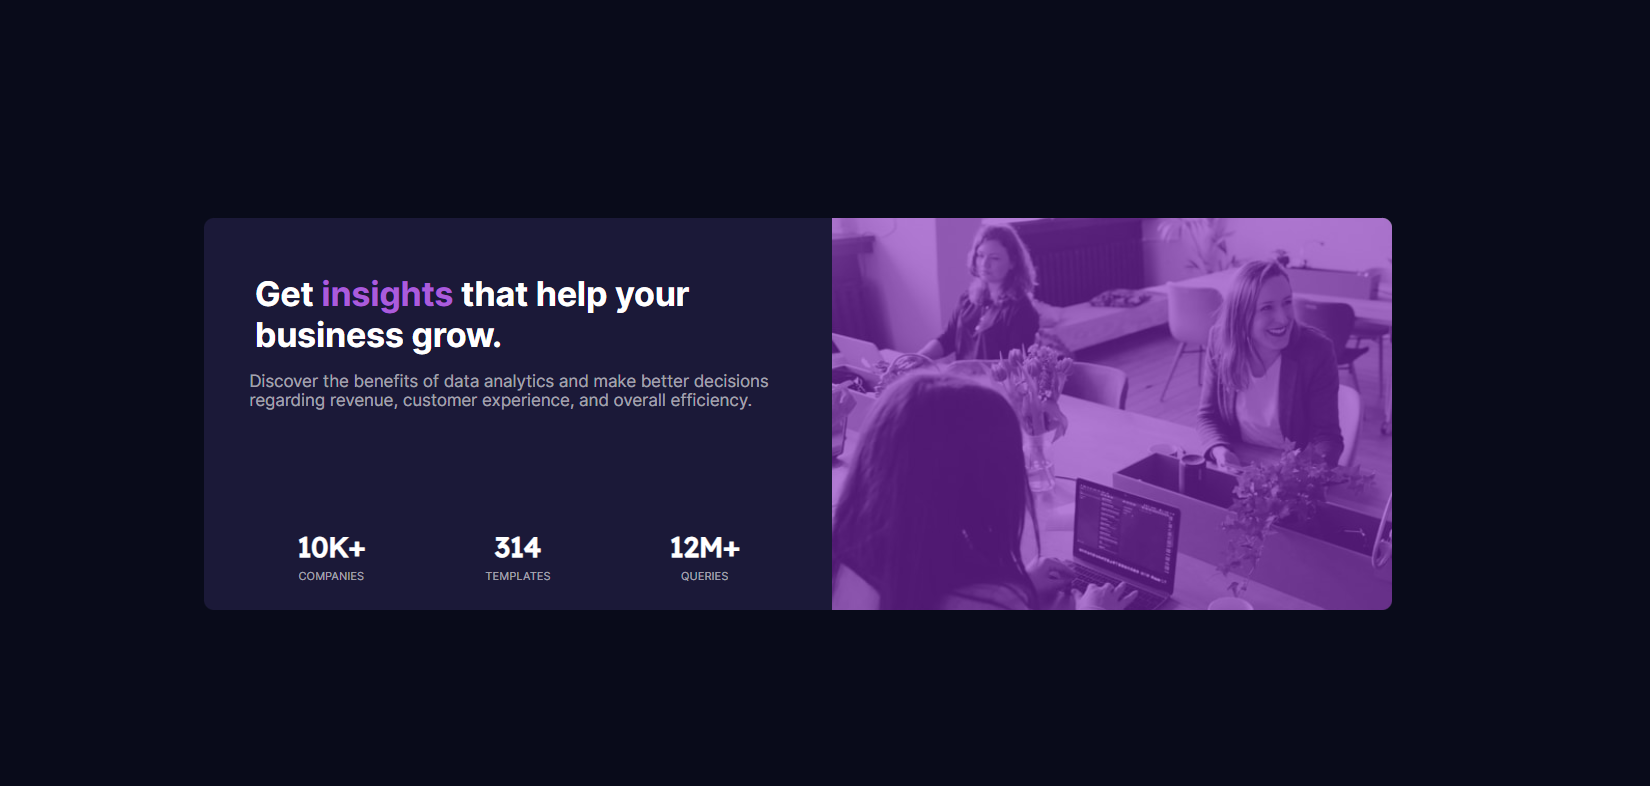 Get insights that help your
business grow.
Discover the benefits of data analytics and make better decisions
regarding revenue, customer experience, and overall efficiency.
10K+ 314 12M+
COMPANIES TEMPLATES QUERIES